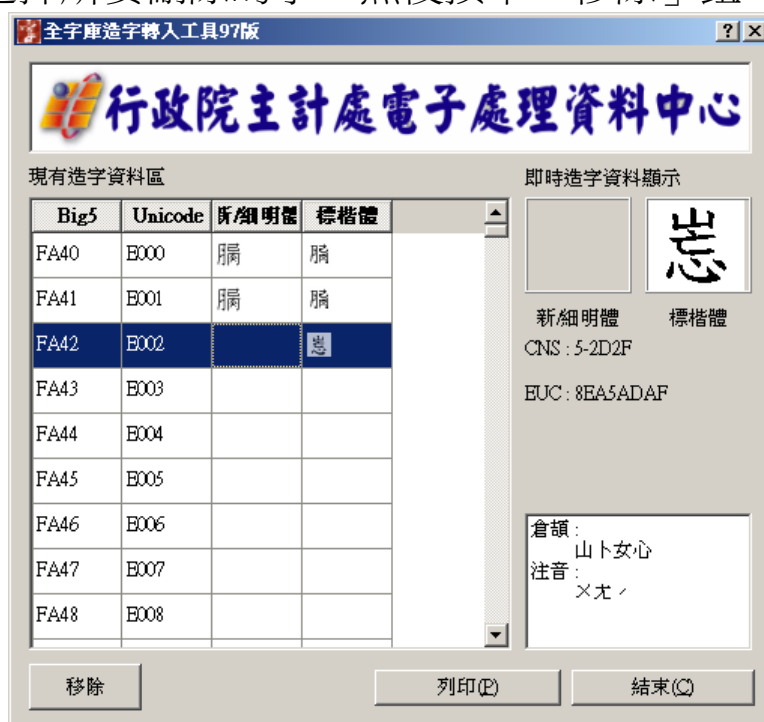 全字庫造字轉入工具97版
行政院主計處電子處理資料中心
現有造字資料區
即時造字資料顯示
Big5 Unicode 新/細明體 標楷體
FA40 E000
FA41 E001
FA42 E002
FA43 E003
FA44 E004
FA45 E005
FA46 E006
FA47 E007
FA48 E008
新/細明體 標楷體
CNS : 5-2D2F
EUC : 8EA5ADAF
倉頡 :
山卜女心
注音 :
ㄨㄤˊ
移除
列印(P)
結束(C)